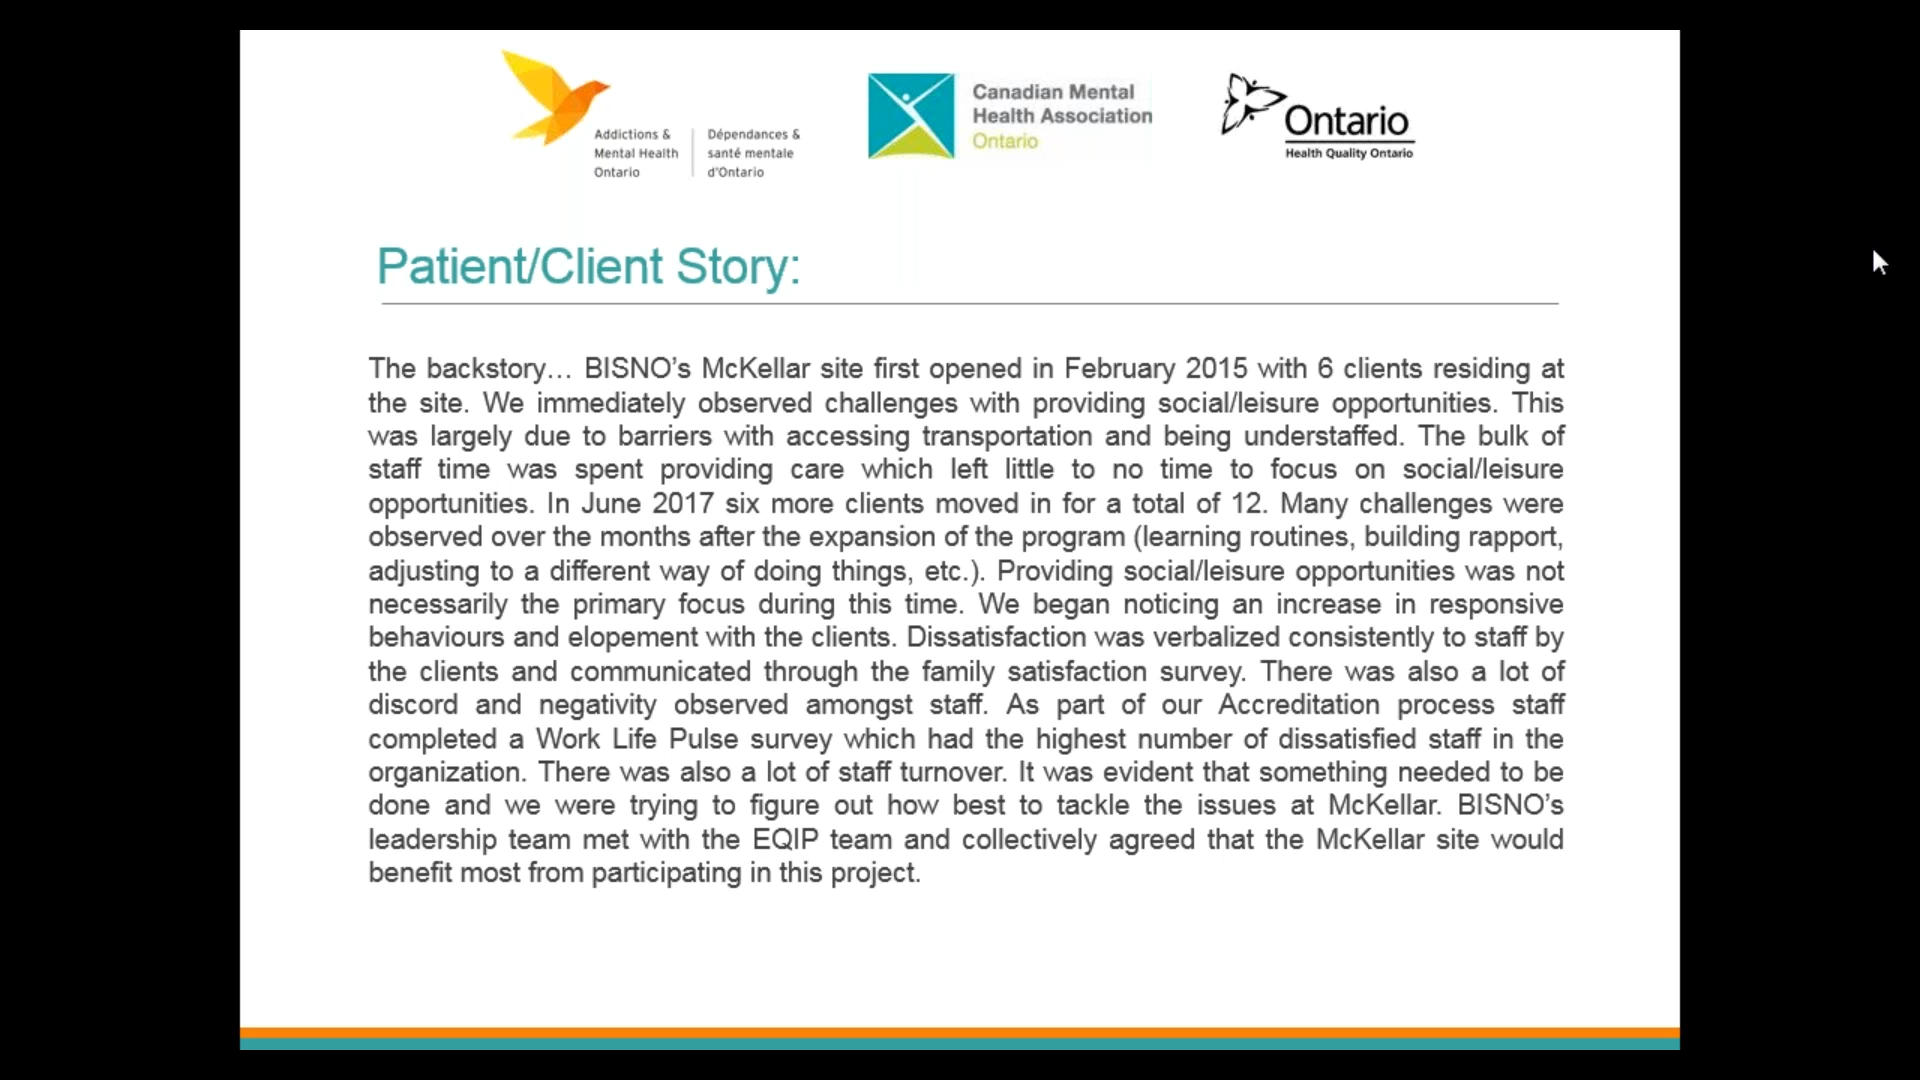 Addictions &
Mental Health
Ontario
Dépendances &
santé mentale
d'Ontario
Canadian Mental
Health Association
Ontario
Ontario
Health Quality Ontario
Patient/Client Story:
The backstory… BISNO’s McKellar site first opened in February 2015 with 6 clients residing at
the site. We immediately observed challenges with providing social/leisure opportunities. This
was largely due to barriers with accessing transportation and being understaffed. The bulk of
staff time was spent providing care which left little to no time to focus on social/leisure
opportunities. In June 2017 six more clients moved in for a total of 12. Many challenges were
observed over the months after the expansion of the program (learning routines, building rapport,
adjusting to a different way of doing things, etc.). Providing social/leisure opportunities was not
necessarily the primary focus during this time. We began noticing an increase in responsive
behaviours and elopement with the clients. Dissatisfaction was verbalized consistently to staff by
the clients and communicated through the family satisfaction survey. There was also a lot of
discord and negativity observed amongst staff. As part of our Accreditation process staff
completed a Work Life Pulse survey which had the highest number of dissatisfied staff in the
organization. There was also a lot of staff turnover. It was evident that something needed to be
done and we were trying to figure out how best to tackle the issues at McKellar. BISNO’s
leadership team met with the EQIP team and collectively agreed that the McKellar site would
benefit most from participating in this project.